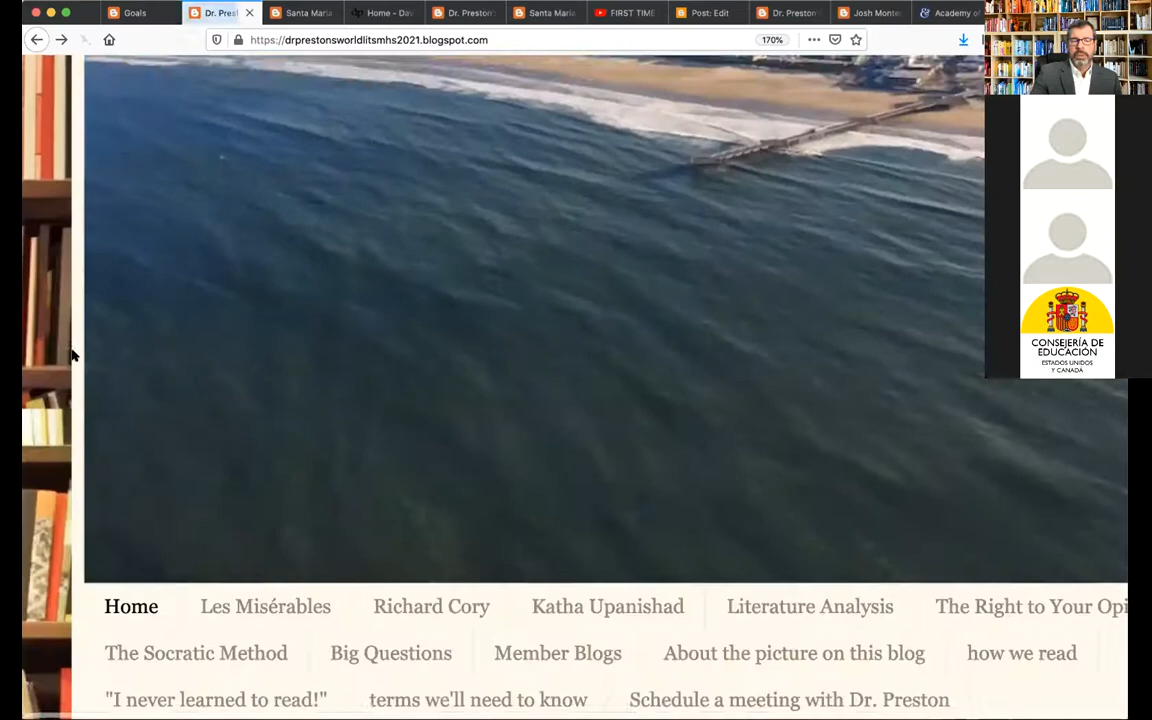 Goals
Dr. Pres
Santa Maria
Home - Dav
Dr. Preston'
Santa Maria
FIRST TIME
Post: Edit
Dr. Preston'
Josh Monte
Academy o
https://drprestonsworldlitsmhs2021.blogspot.com
170%
CONSEJERÍA DE
EDUCACIÓN
ESTADOS UNIDOS
Y CANADÁ
Home Les Misérables Richard Cory Katha Upanishad Literature Analysis The Right to Your Opi
The Socratic Method Big Questions Member Blogs About the picture on this blog how we read
"I never learned to read!" terms we'll need to know Schedule a meeting with Dr. Preston